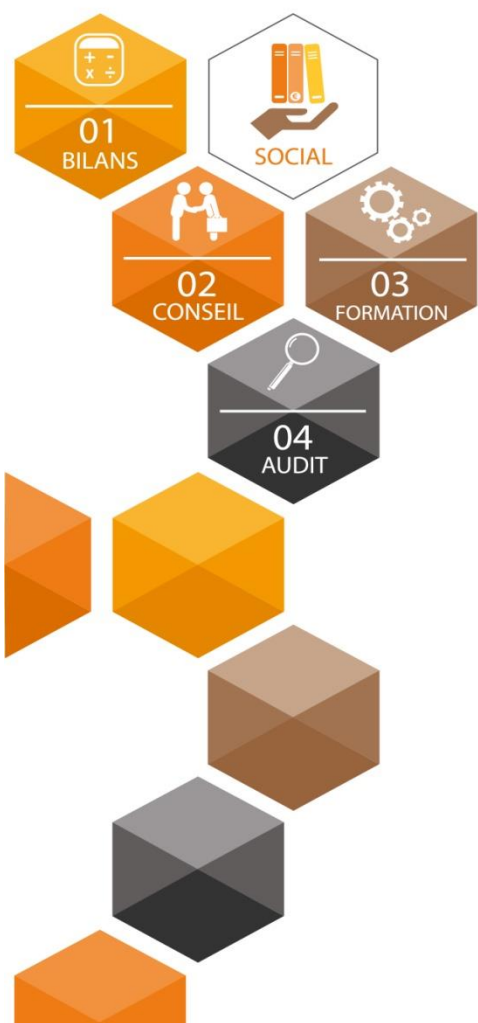 01
BILANS
SOCIAL
02
CONSEIL
03
FORMATION
04
AUDIT